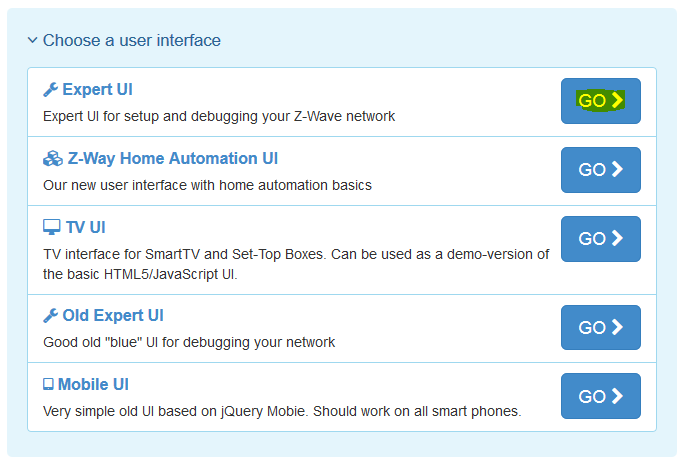 Choose a user interface
Expert UI
GO
Expert UI for setup and debugging your Z-Wave network
Z-Way Home Automation UI
GO
Our new user interface with home automation basics
TV UI
GO
TV interface for SmartTV and Set-Top Boxes. Can be used as a demo-version of
the basic HTML5/JavaScript UI.
Old Expert UI
GO
Good old "blue" UI for debugging your network
Mobile UI
GO
Very simple old UI based on jQuery Mobie. Should work on all smart phones.